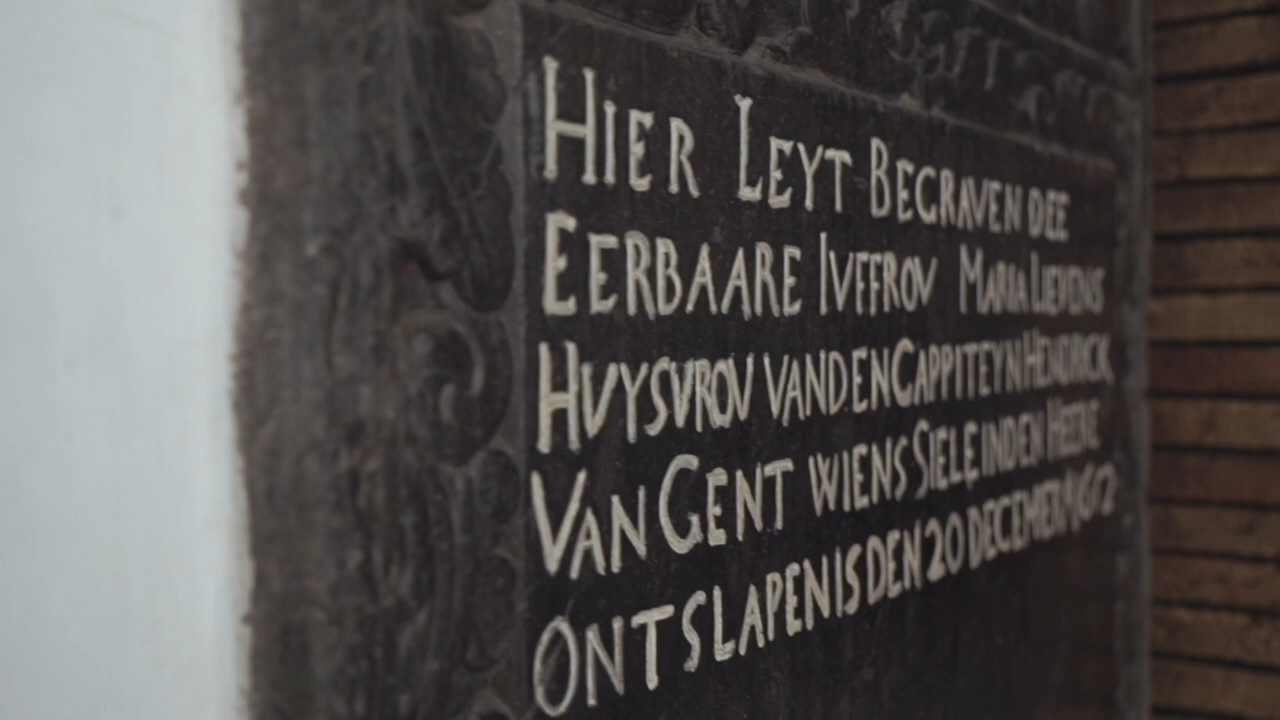 HIER LEYT BEGRAVEN DEE
EERBAARE IVFFROV MARIA LIEVENS
HVYSVROV VANDEN CAPPITEYN HENDRICK
VAN GENT WIENS SIELE INDEN HEERE
ONTSLAPEN IS DEN 20 DECEMBER